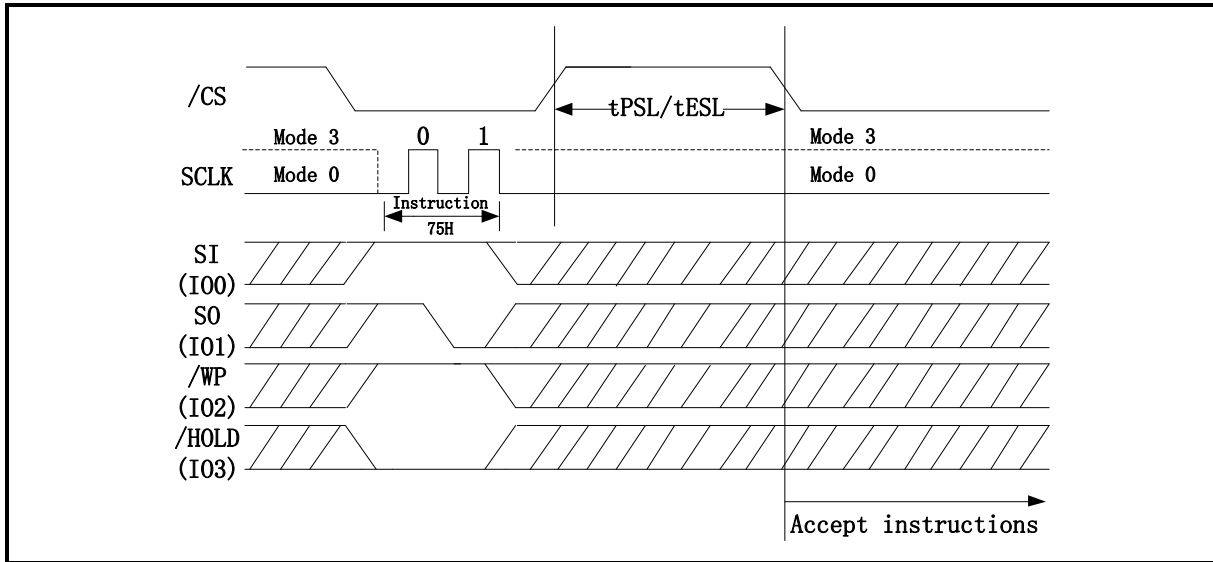 /CS
tPSL/tESL
Mode 3 0 1 Mode 3
SCLK Mode 0 Mode 0
Instruction
75H
SI
(IO0)
SO
(IO1)
/WP
(IO2)
/HOLD
(IO3)
Accept instructions